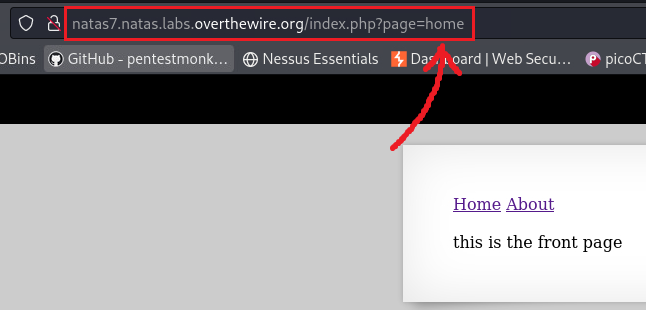 natas7.natas.labs.overthewire.org/index.php?page=home
OBins GitHub - pentestmonk... Nessus Essentials Dashboard | Web Secu... picoCT
Home About
this is the front page